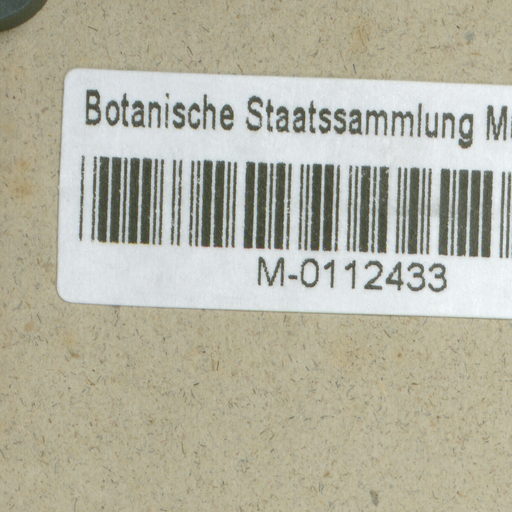 Botanische Staatssammlung
M-0112433